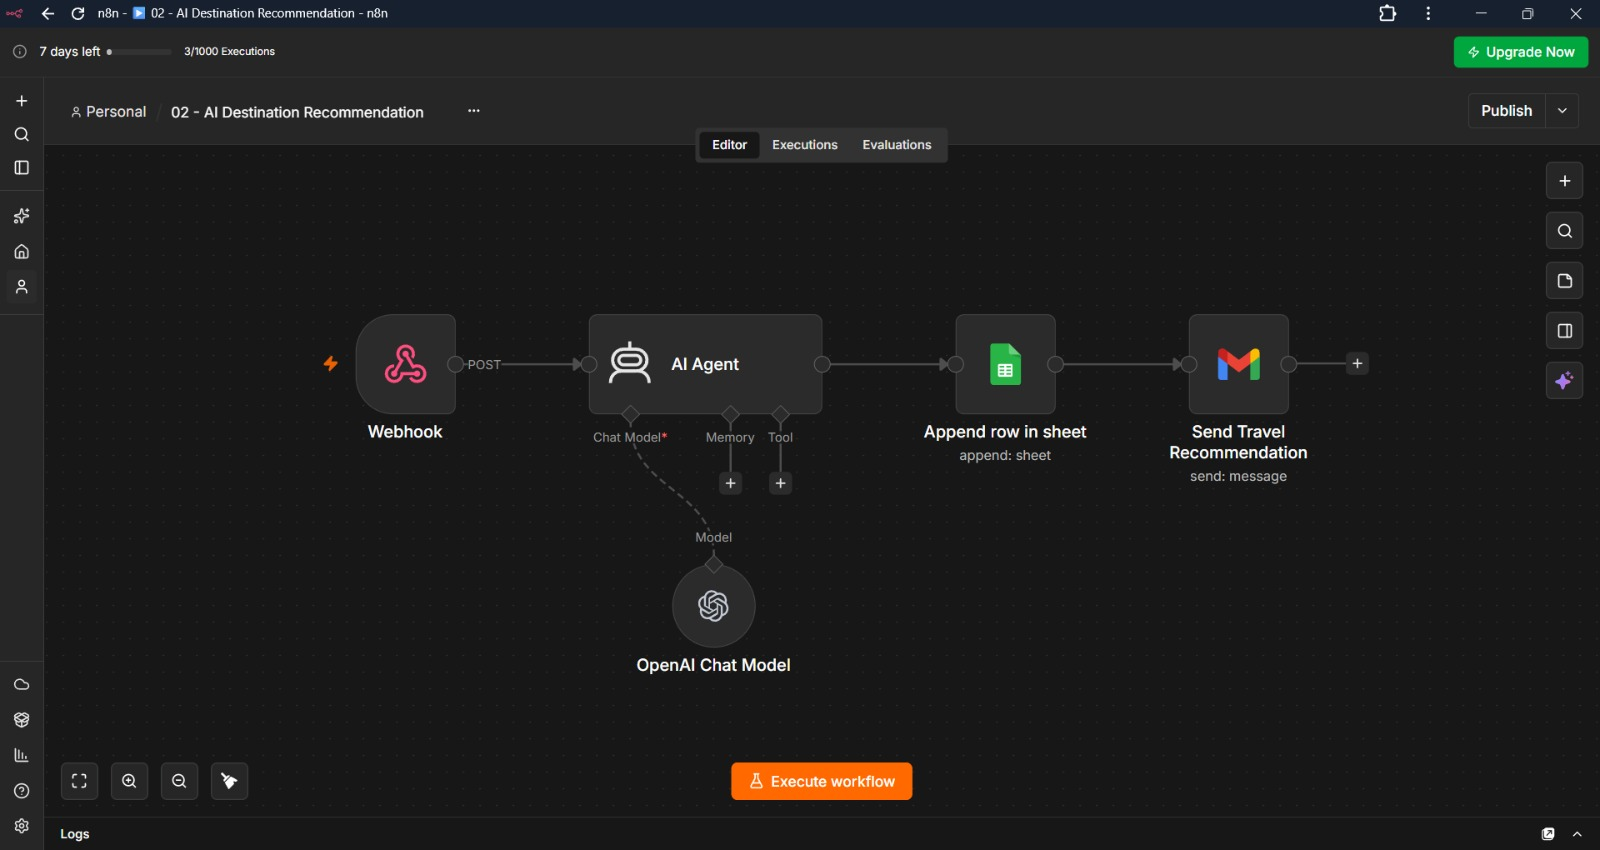 n8n - ▶ 02 - AI Destination Recommendation - n8n
7 days left
3/1000 Executions
Upgrade Now
Personal / 02 - AI Destination Recommendation
Publish
Editor
Executions
Evaluations
POST
AI Agent
Webhook
Chat Model*
Memory
Tool
Append row in sheet
append: sheet
Send Travel
Recommendation
send: message
Model
OpenAI Chat Model
Execute workflow
Logs